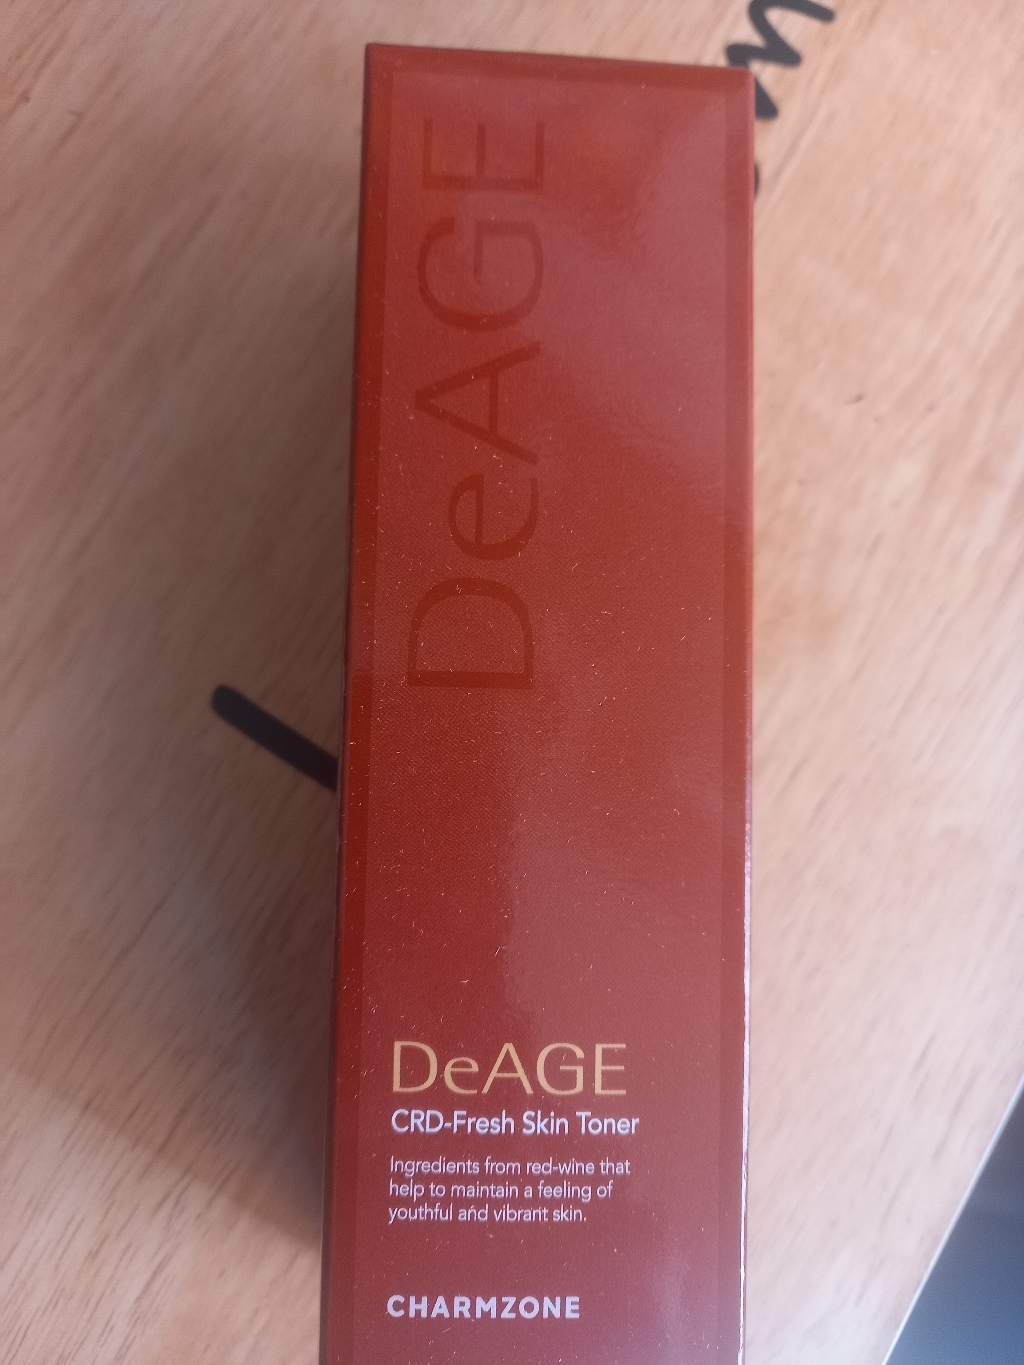 DeAGE
DeAGE
CRD-Fresh Skin Toner
Ingredients from red-wine that
help to maintain a feeling of
youthful and vibrant skin.
CHARMZONE